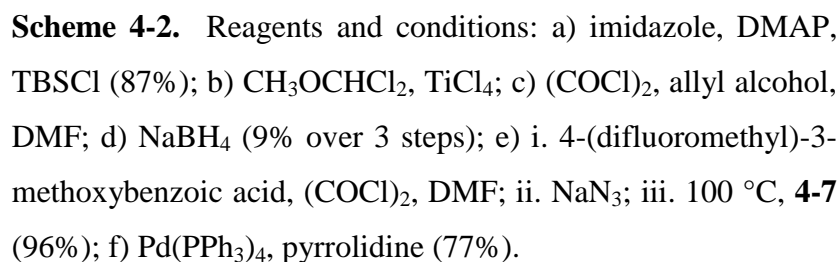 Scheme 4-2. Reagents and conditions: a) imidazole, DMAP,
TBSCl (87%); b) CH₃OCHCl₂, TiCl₄; c) (COCl)₂, allyl alcohol,
DMF; d) NaBH₄ (9% over 3 steps); e) i. 4-(difluoromethyl)-3-
methoxybenzoic acid, (COCl)₂, DMF; ii. NaN₃; iii. 100 °C, 4-7
(96%); f) Pd(PPh₃)₄, pyrrolidine (77%).